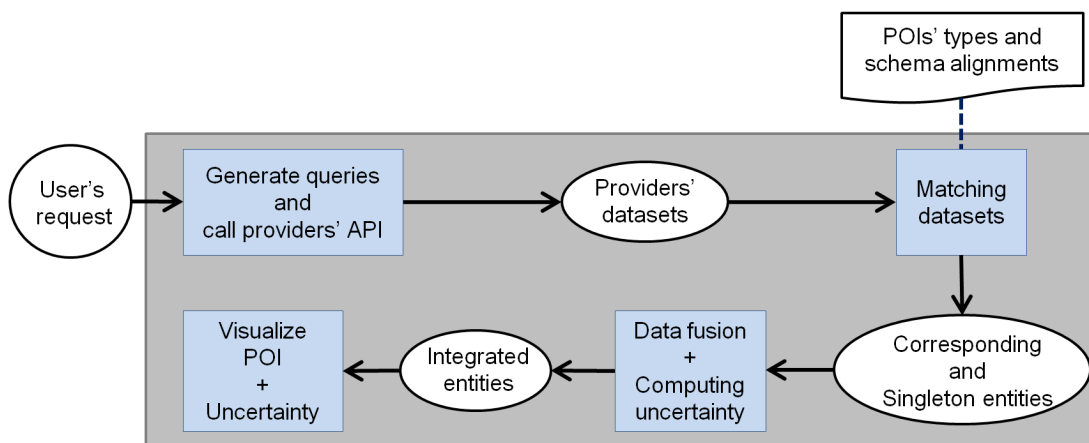 POIs' types and
schema alignments
User's
request
Generate queries
and
call providers' API
Providers'
datasets
Matching
datasets
Corresponding
and
Singleton entities
Data fusion
+
Computing
uncertainty
Integrated
entities
Visualize
POI
+
Uncertainty